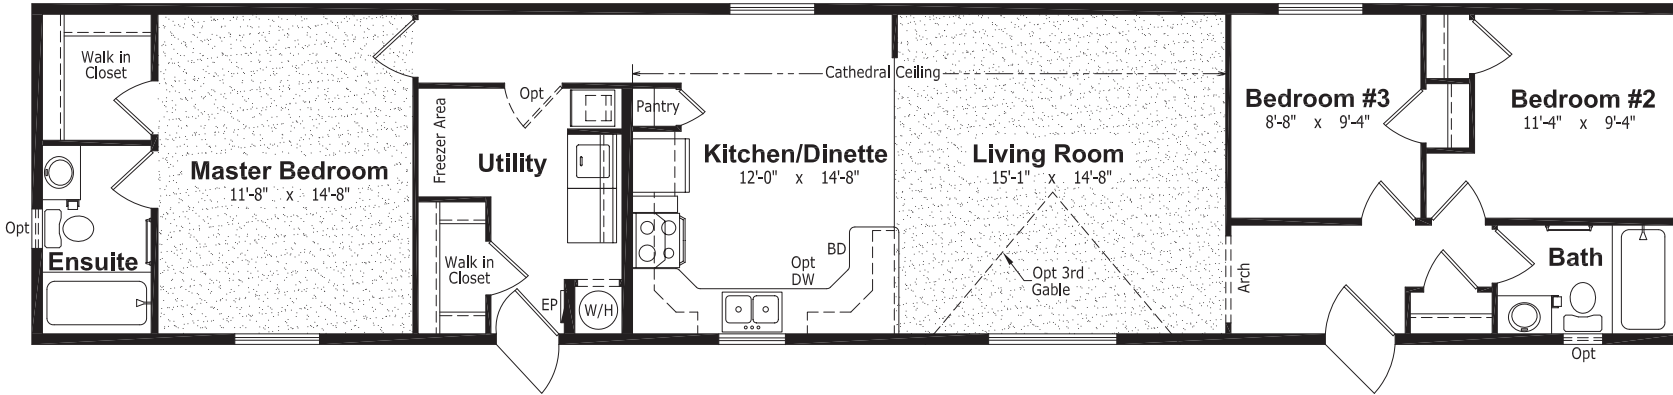 Walk in
Closet
Opt
Ensuite
Master Bedroom
11'-8" x 14'-8"
Freezer Area
Opt
Utility
Walk in
Closet
EP
W/H
Cathedral Ceiling
Pantry
Kitchen/Dinette
12'-0" x 14'-8"
BD
Opt
DW
Living Room
15'-1" x 14'-8"
Opt 3rd
Gable
Arch
Bedroom #3
8'-8" x 9'-4"
Bedroom #2
11'-4" x 9'-4"
Bath
Opt